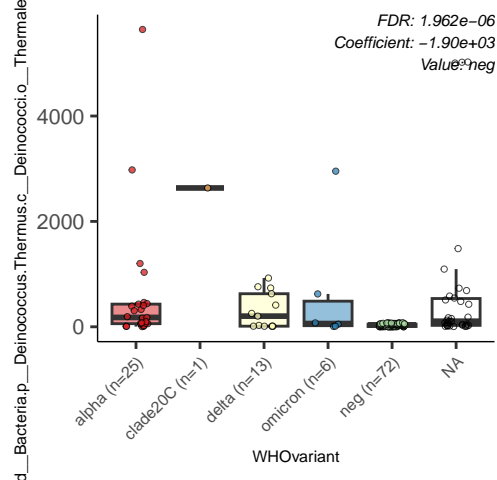 FDR: 1.962e−06
Coefficient: −1.90e+03
Value: neg
d__Bacteria.p__Deinococcus.Thermus.c__Deinococci.o__Thermale
4000
2000
0
alpha (n=25)
clade20C (n=1)
delta (n=13)
omicron (n=6)
neg (n=72)
NA
WHOvariant